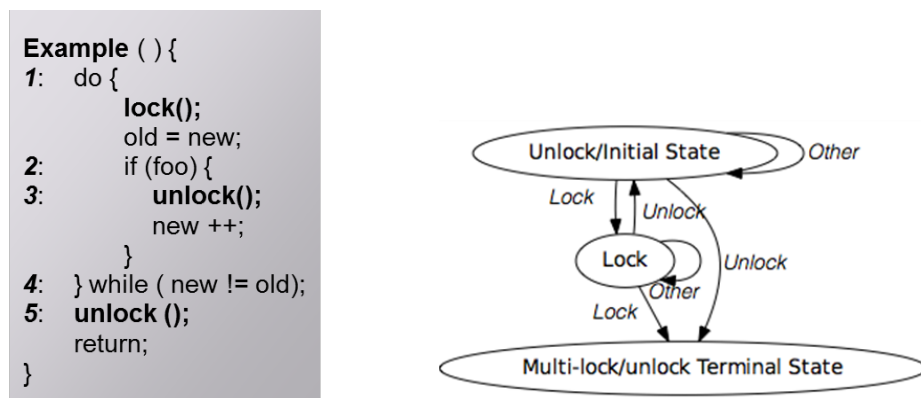 Example ( ) {
1: do {
lock();
old = new;
2: if (foo) {
3: unlock();
new ++;
}
4: } while ( new != old);
5: unlock ();
return;
}
Unlock/Initial State
Other
Lock
Unlock
Lock
Unlock
Other
Lock
Multi-lock/unlock Terminal State